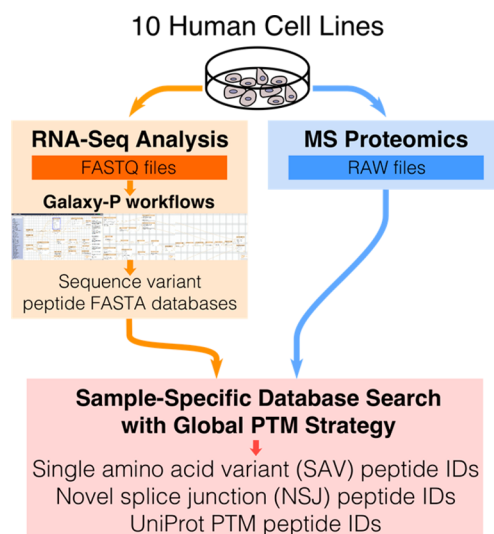 10 Human Cell Lines
RNA-Seq Analysis
FASTQ files
Galaxy-P workflows
Sequence variant
peptide FASTA databases
MS Proteomics
RAW files
Sample-Specific Database Search
with Global PTM Strategy
Single amino acid variant (SAV) peptide IDs
Novel splice junction (NSJ) peptide IDs
UniProt PTM peptide IDs